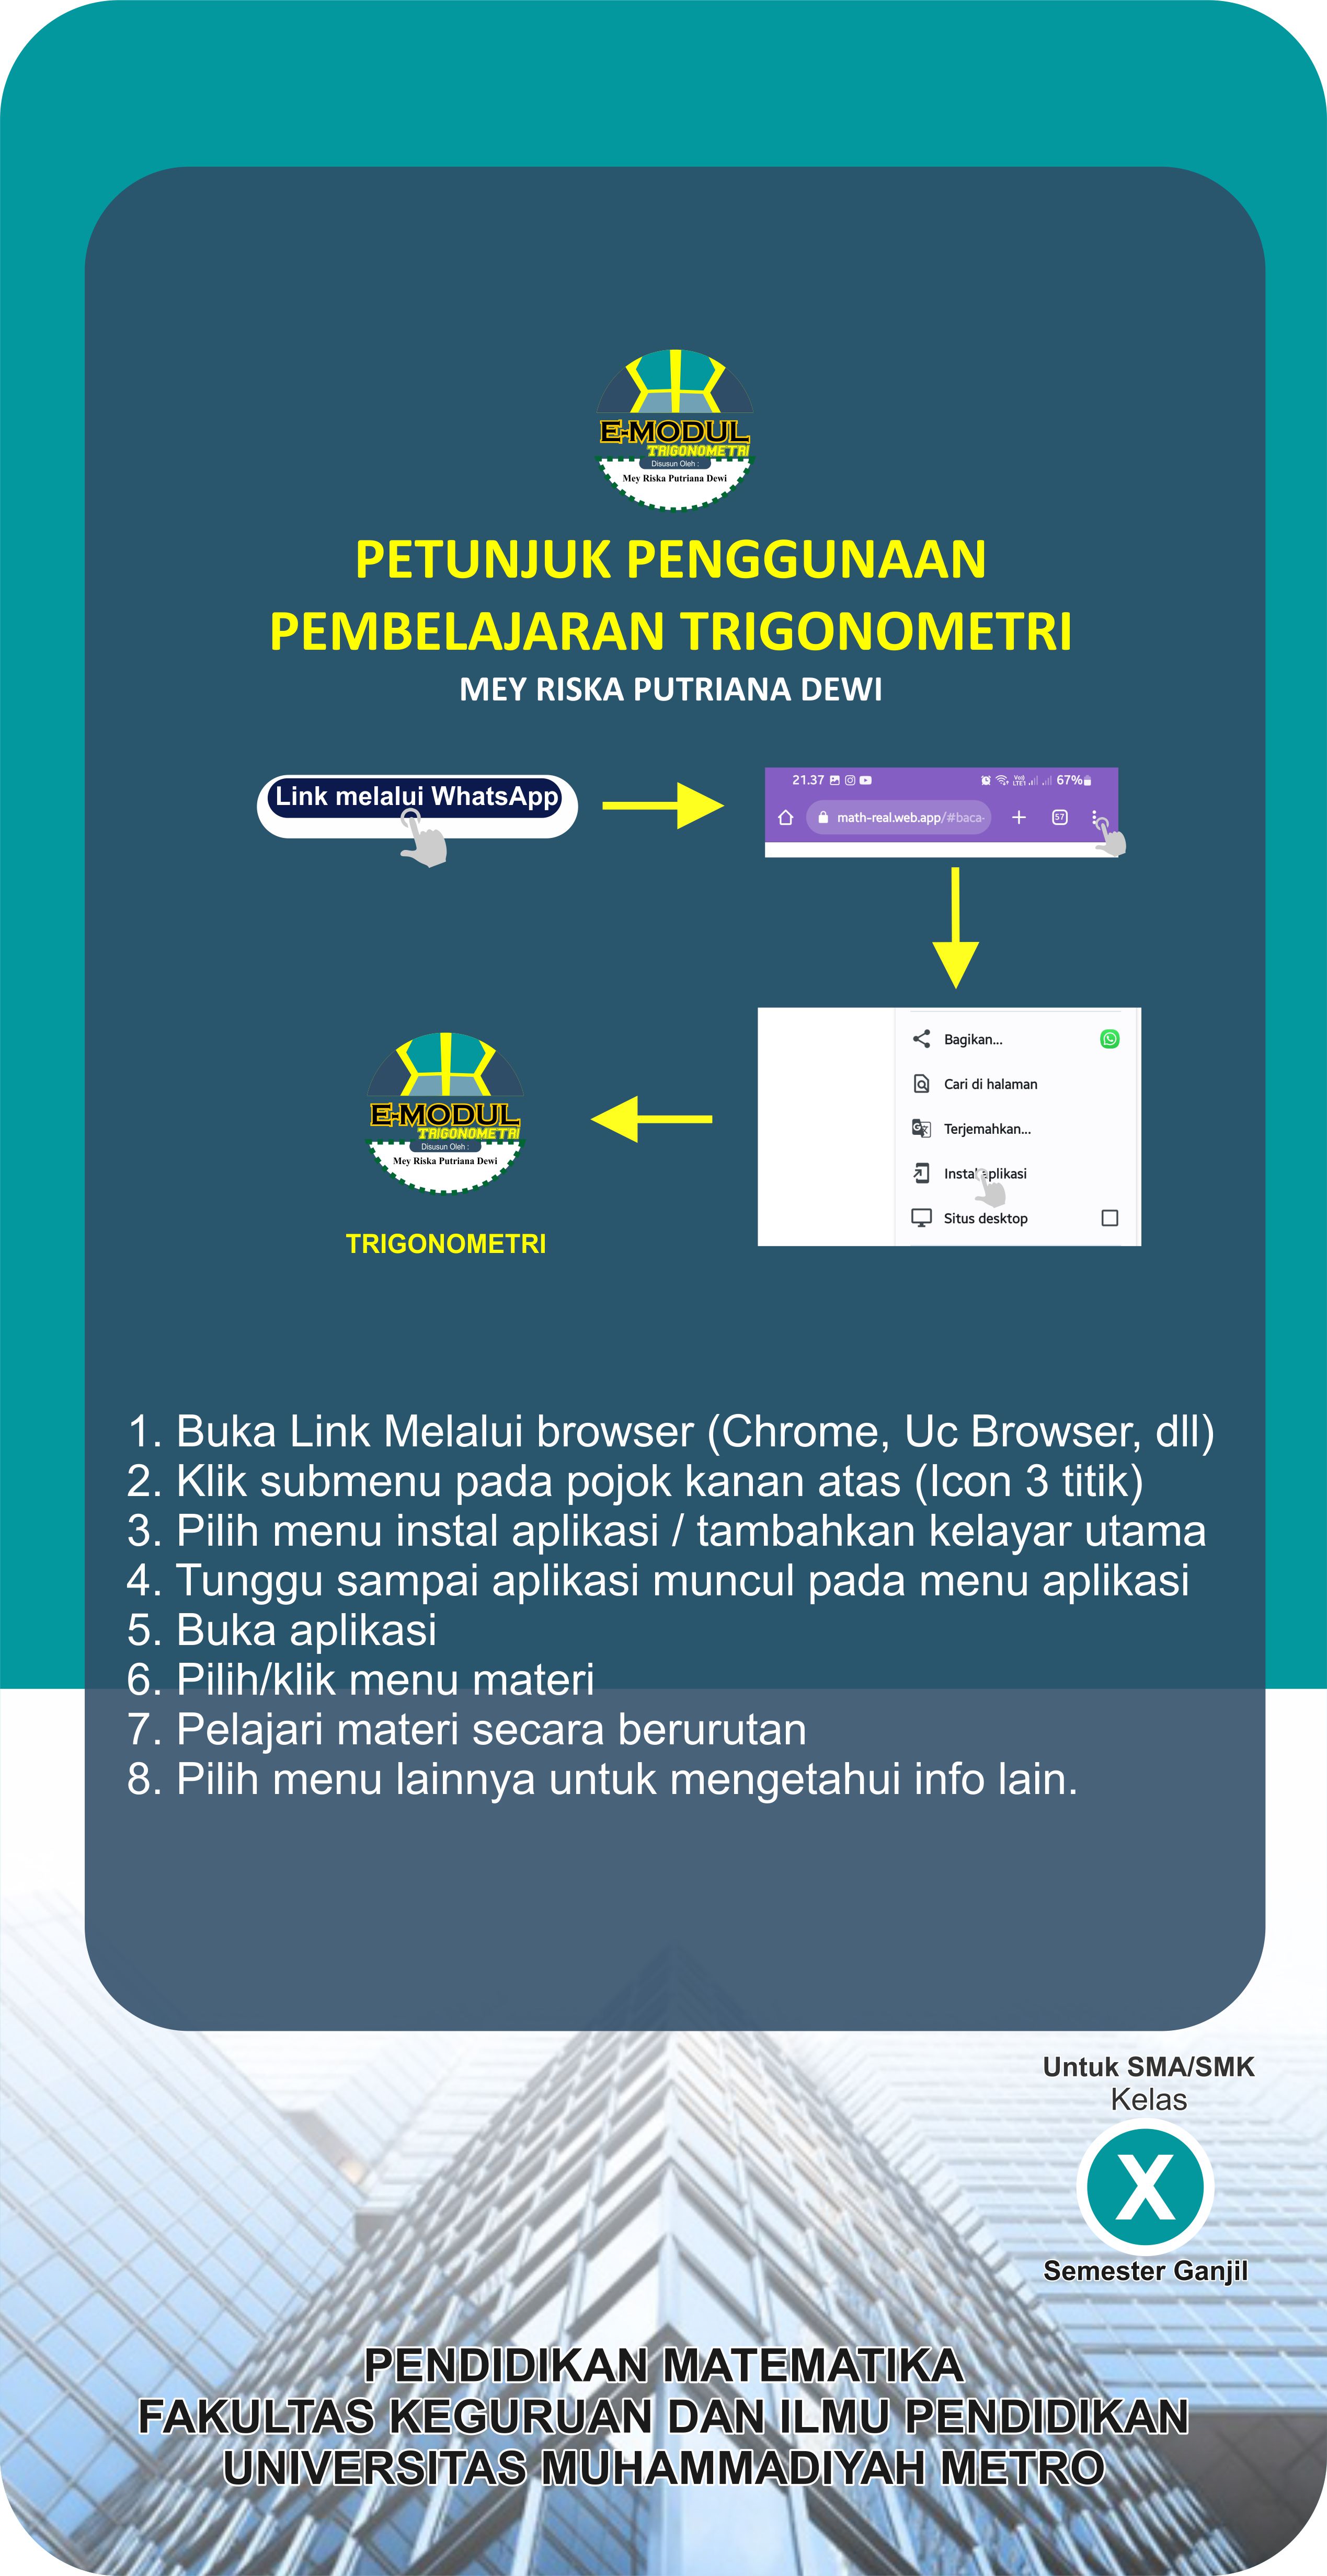 E-MODUL
TRIGONOMETRI
Disusun Oleh :
Mey Riska Putriana Dewi
PETUNJUK PENGGUNAAN
PEMBELAJARAN TRIGONOMETRI
MEY RISKA PUTRIANA DEWI
Link melalui WhatsApp
21.37
67%
math-real.web.app/#baca-
57
Bagikan...
Cari di halaman
Terjemahkan...
Instal aplikasi
Situs desktop
E-MODUL
TRIGONOMETRI
Disusun Oleh :
Mey Riska Putriana Dewi
TRIGONOMETRI
1. Buka Link Melalui browser (Chrome, Uc Browser, dll)
2. Klik submenu pada pojok kanan atas (Icon 3 titik)
3. Pilih menu instal aplikasi / tambahkan kelayar utama
4. Tunggu sampai aplikasi muncul pada menu aplikasi
5. Buka aplikasi
6. Pilih/klik menu materi
7. Pelajari materi secara berurutan
8. Pilih menu lainnya untuk mengetahui info lain.
Untuk SMA/SMK
Kelas
X
Semester Ganjil
PENDIDIKAN MATEMATIKA
FAKULTAS KEGURUAN DAN ILMU PENDIDIKAN
UNIVERSITAS MUHAMMADIYAH METRO